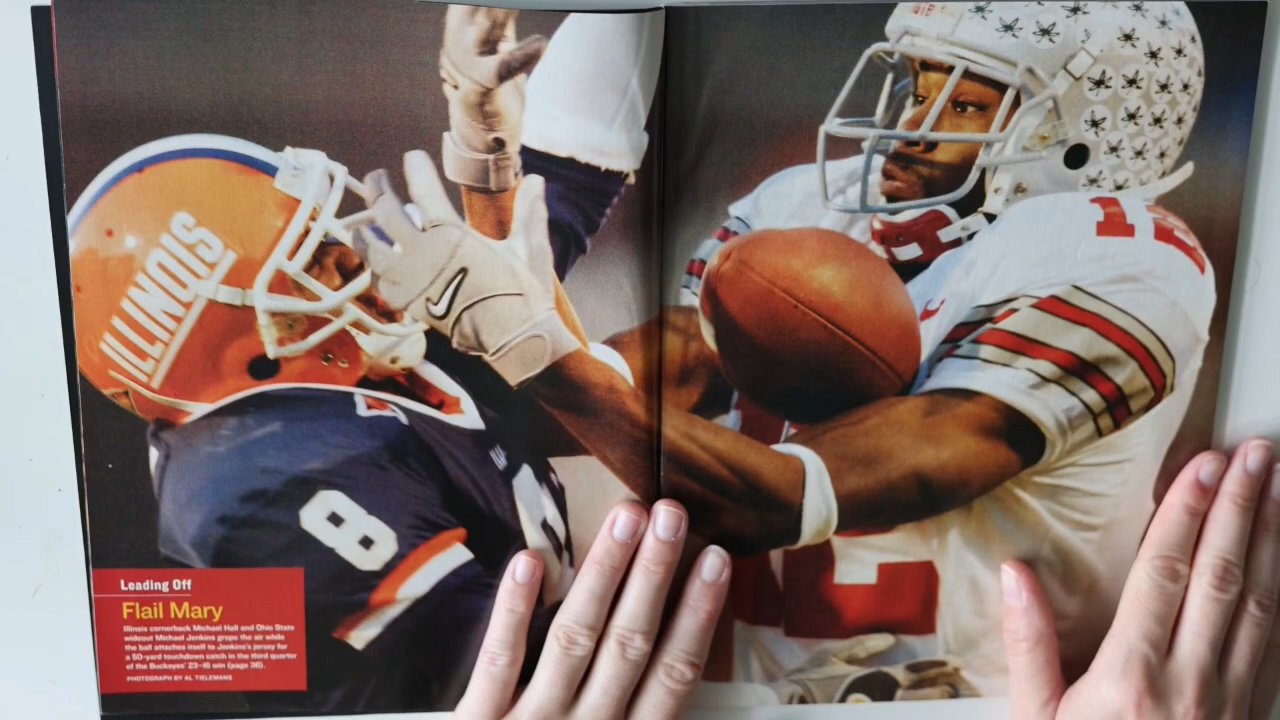 ILLINOIS
12
8
Leading Off
Flail Mary
Illinois cornerback Michael Hall and Ohio State
wideout Michael Jenkins grope the air while
the ball attaches itself to Jenkins's jersey for
a 50-yard touchdown catch in the third quarter
of the Buckeyes' 23–16 win (page 36).
PHOTOGRAPH BY AL TIELEMANS